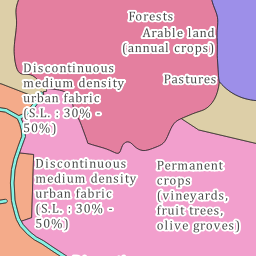 Forests
Arable land
(annual crops)
Pastures
Discontinuous
medium density
urban fabric
(S.L. : 30% -
50%)
Discontinuous
medium density
urban fabric
(S.L. : 30% -
50%)
Permanent
crops
(vineyards,
fruit trees,
olive groves)